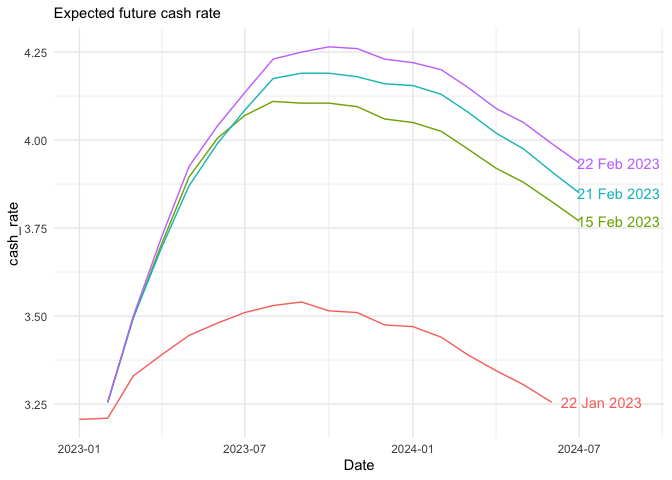 Expected future cash rate
4.25
4.00
3.75
3.50
3.25
cash_rate
22 Feb 2023
21 Feb 2023
15 Feb 2023
22 Jan 2023
2023-01
2023-07
2024-01
2024-07
Date